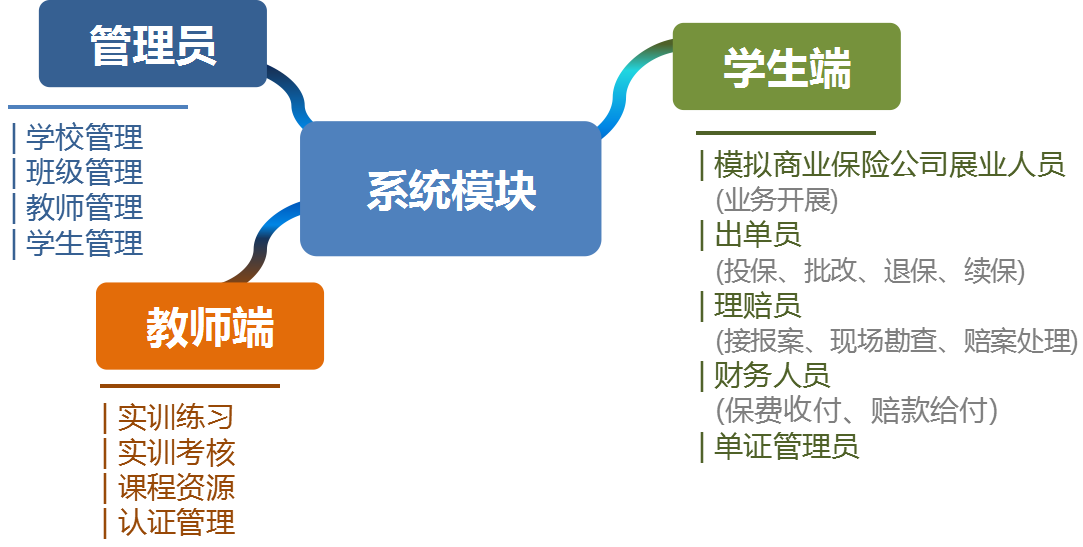 管理员
学校管理
班级管理
教师管理
学生管理
系统模块
教师端
实训练习
实训考核
课程资源
认证管理
学生端
模拟商业保险公司展业人员
(业务开展)
出单员
(投保、批改、退保、续保)
理赔员
(接报案、现场勘查、赔案处理)
财务人员
(保费收付、赔款给付)
单证管理员